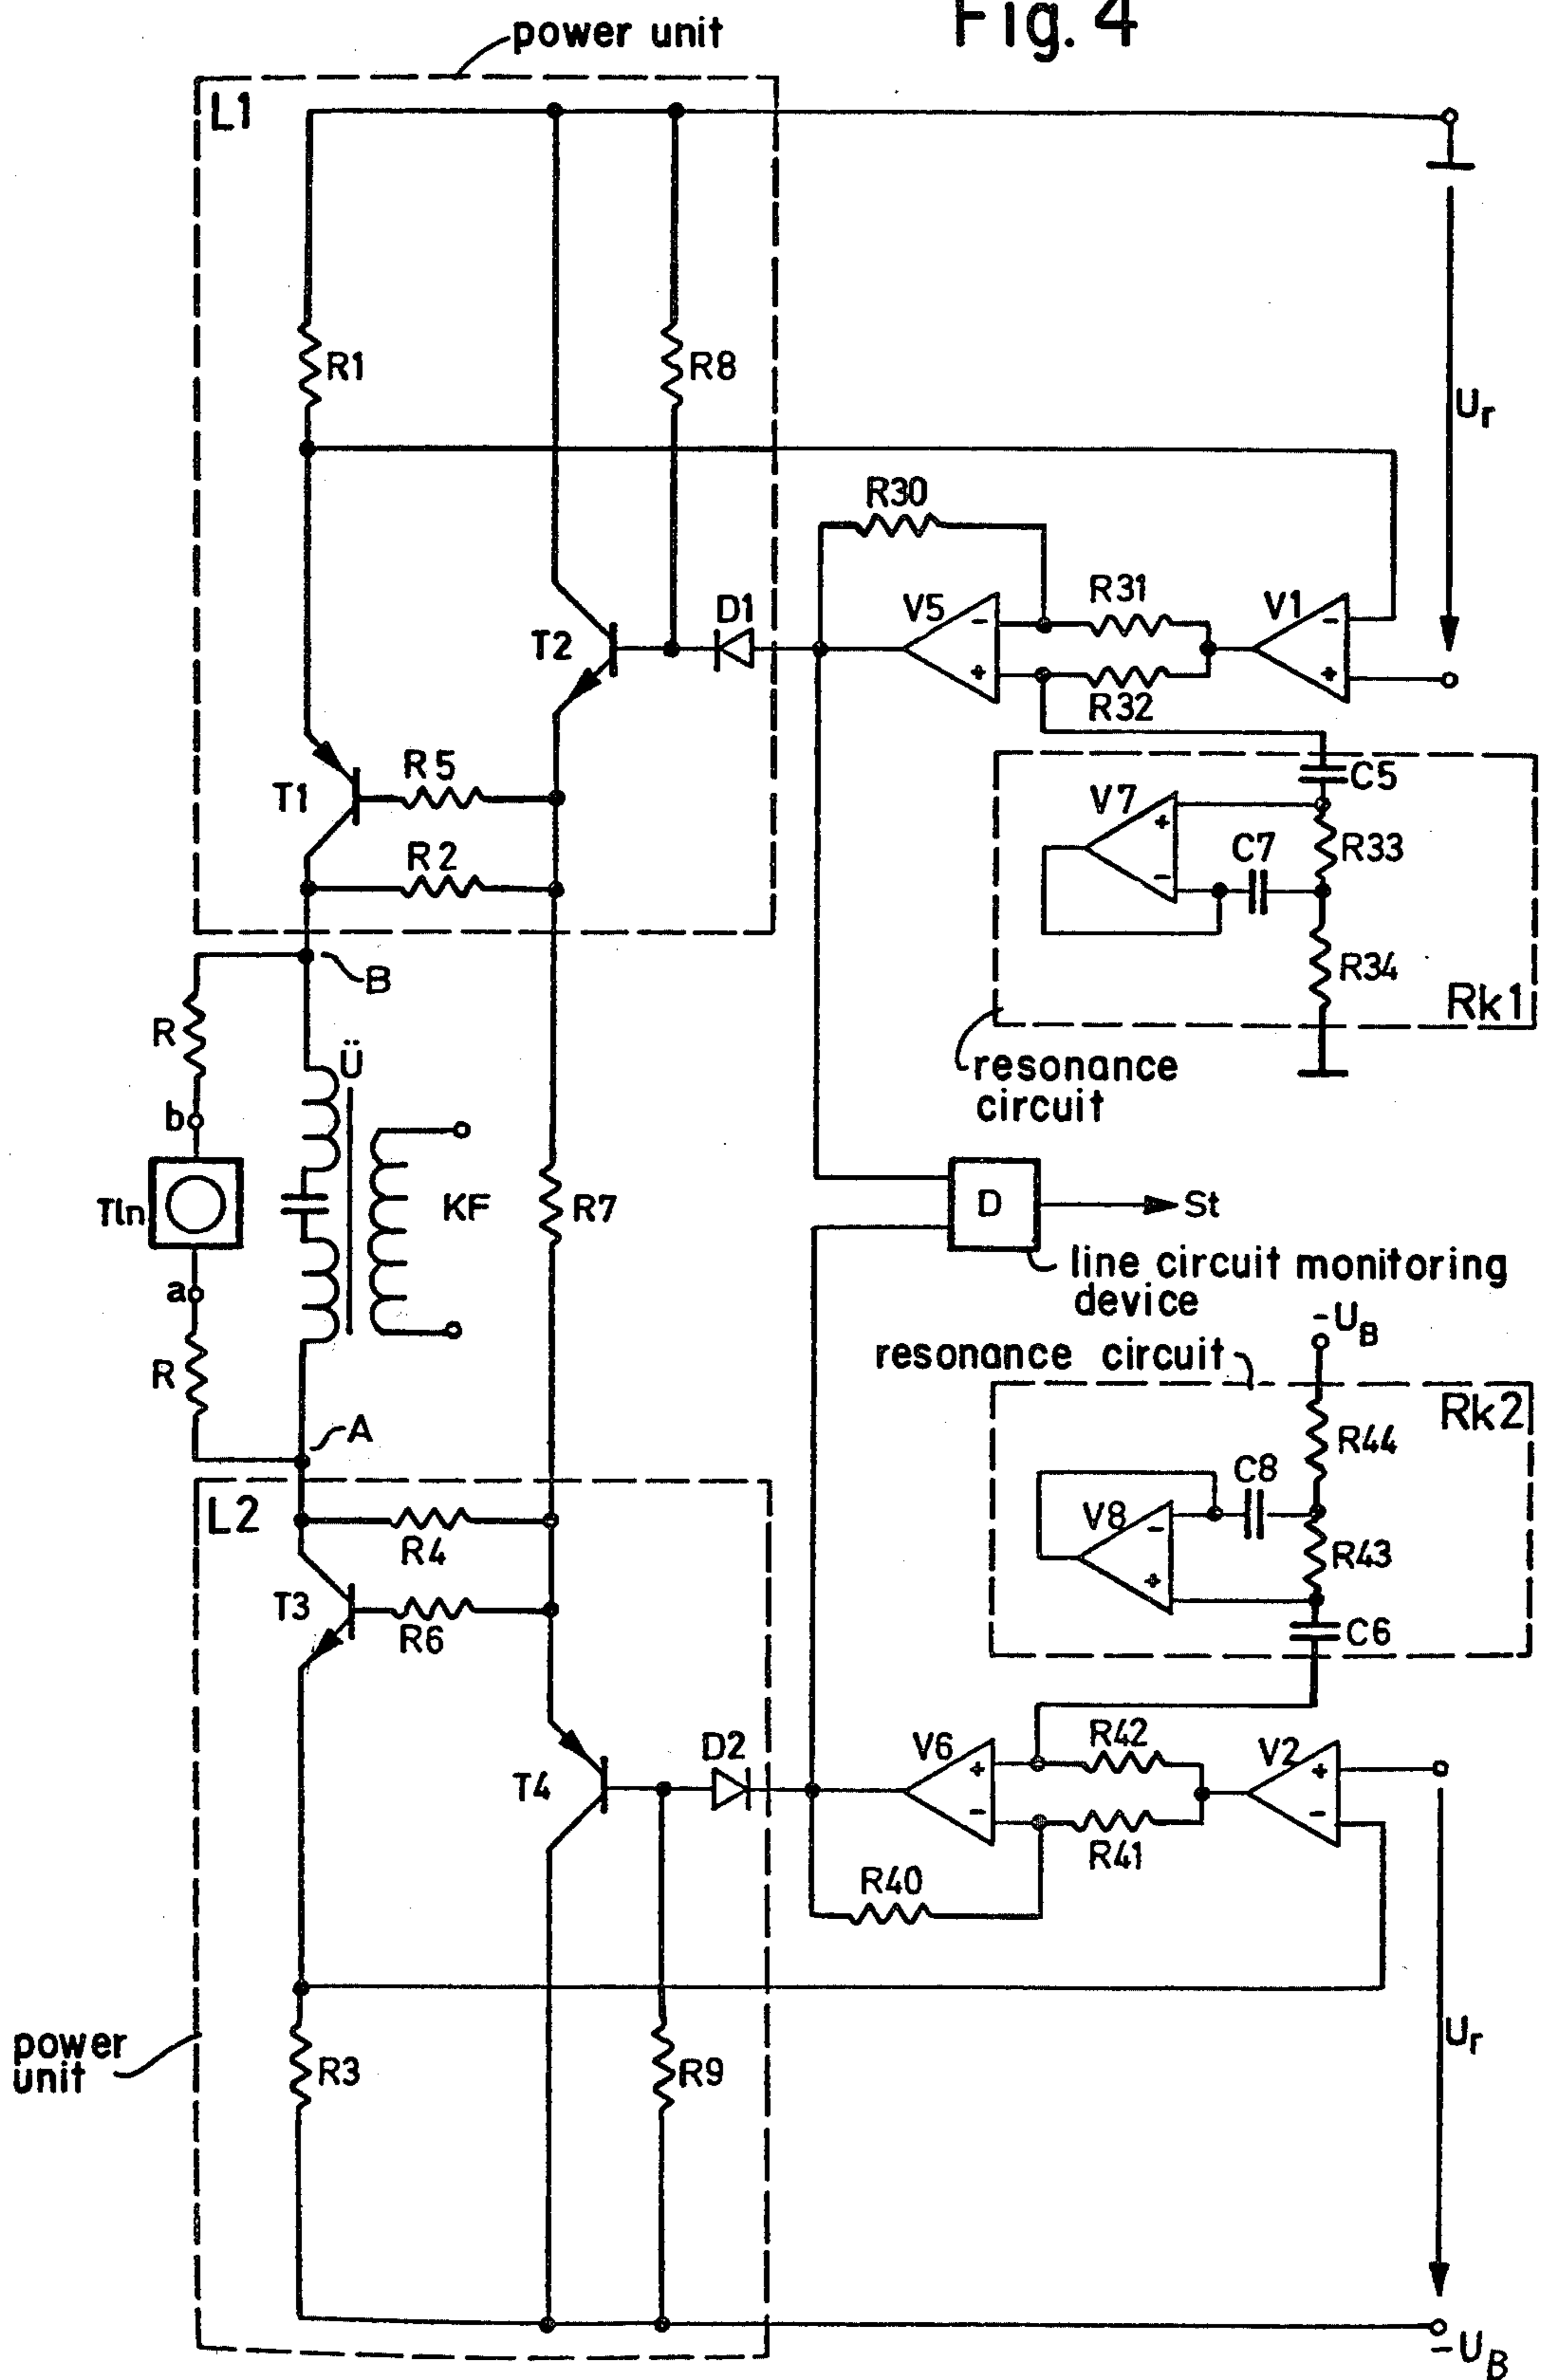 Fig. 4
power unit
L1
R1
R8
Ur
R30
R31
V5
-
+
V1
-
+
D1
T2
R32
R5
T1
R2
C5
V7
+
-
C7
R33
R34
Rk1
B
R
Ü
resonance
circuit
b
Tln
KF
R7
D
St
a
line circuit monitoring
device
-UB
resonance circuit
R
A
Rk2
R44
L2
C8
V8
-
+
R43
R4
T3
R6
C6
D2
R42
V6
+
-
V2
+
-
T4
R41
R40
power
unit
R3
R9
Ur
-UB